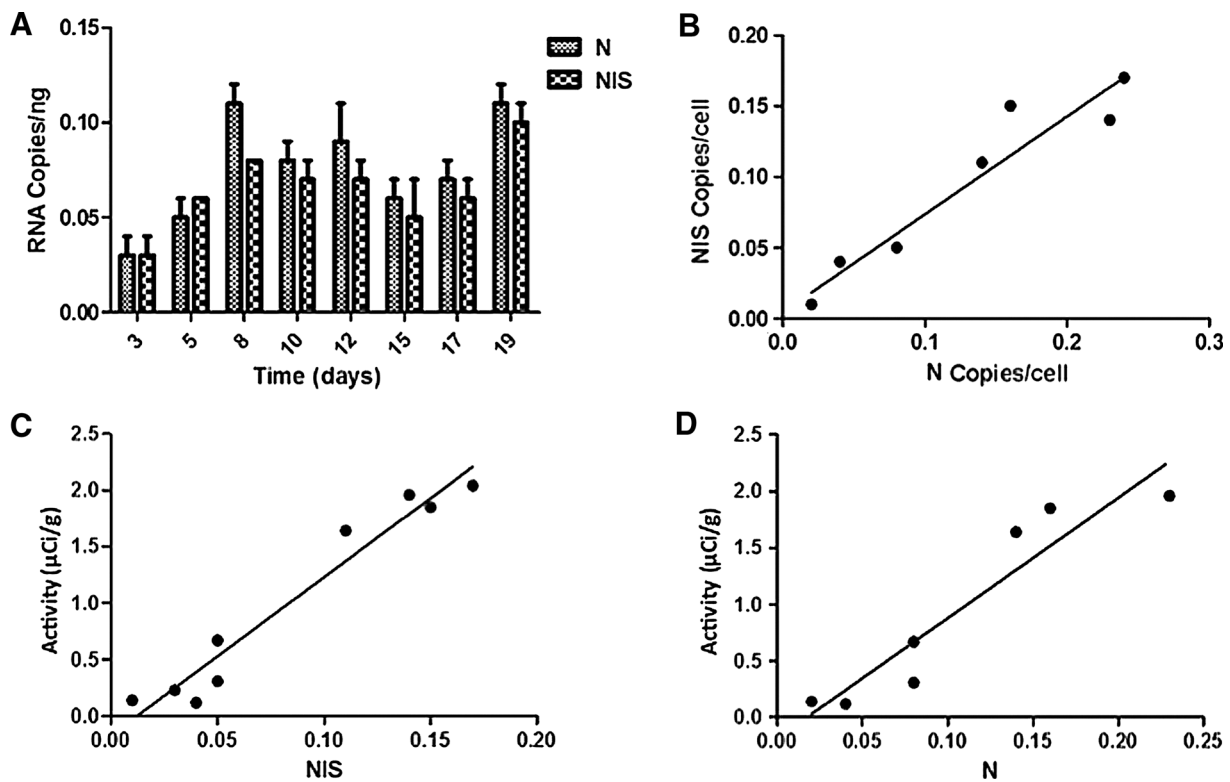 A
0.15
0.10
0.05
0.00
RNA Copies/ng
N
NIS
3 5 8 10 12 15 17 19
Time (days)
B
0.20
0.15
0.10
0.05
0.00
NIS Copies/cell
0.0 0.1 0.2 0.3
N Copies/cell
C
2.5
2.0
1.5
1.0
0.5
0.0
Activity (µCi/g)
0.00 0.05 0.10 0.15 0.20
NIS
D
2.5
2.0
1.5
1.0
0.5
0.0
Activity (µCi/g)
0.00 0.05 0.10 0.15 0.20 0.25
N